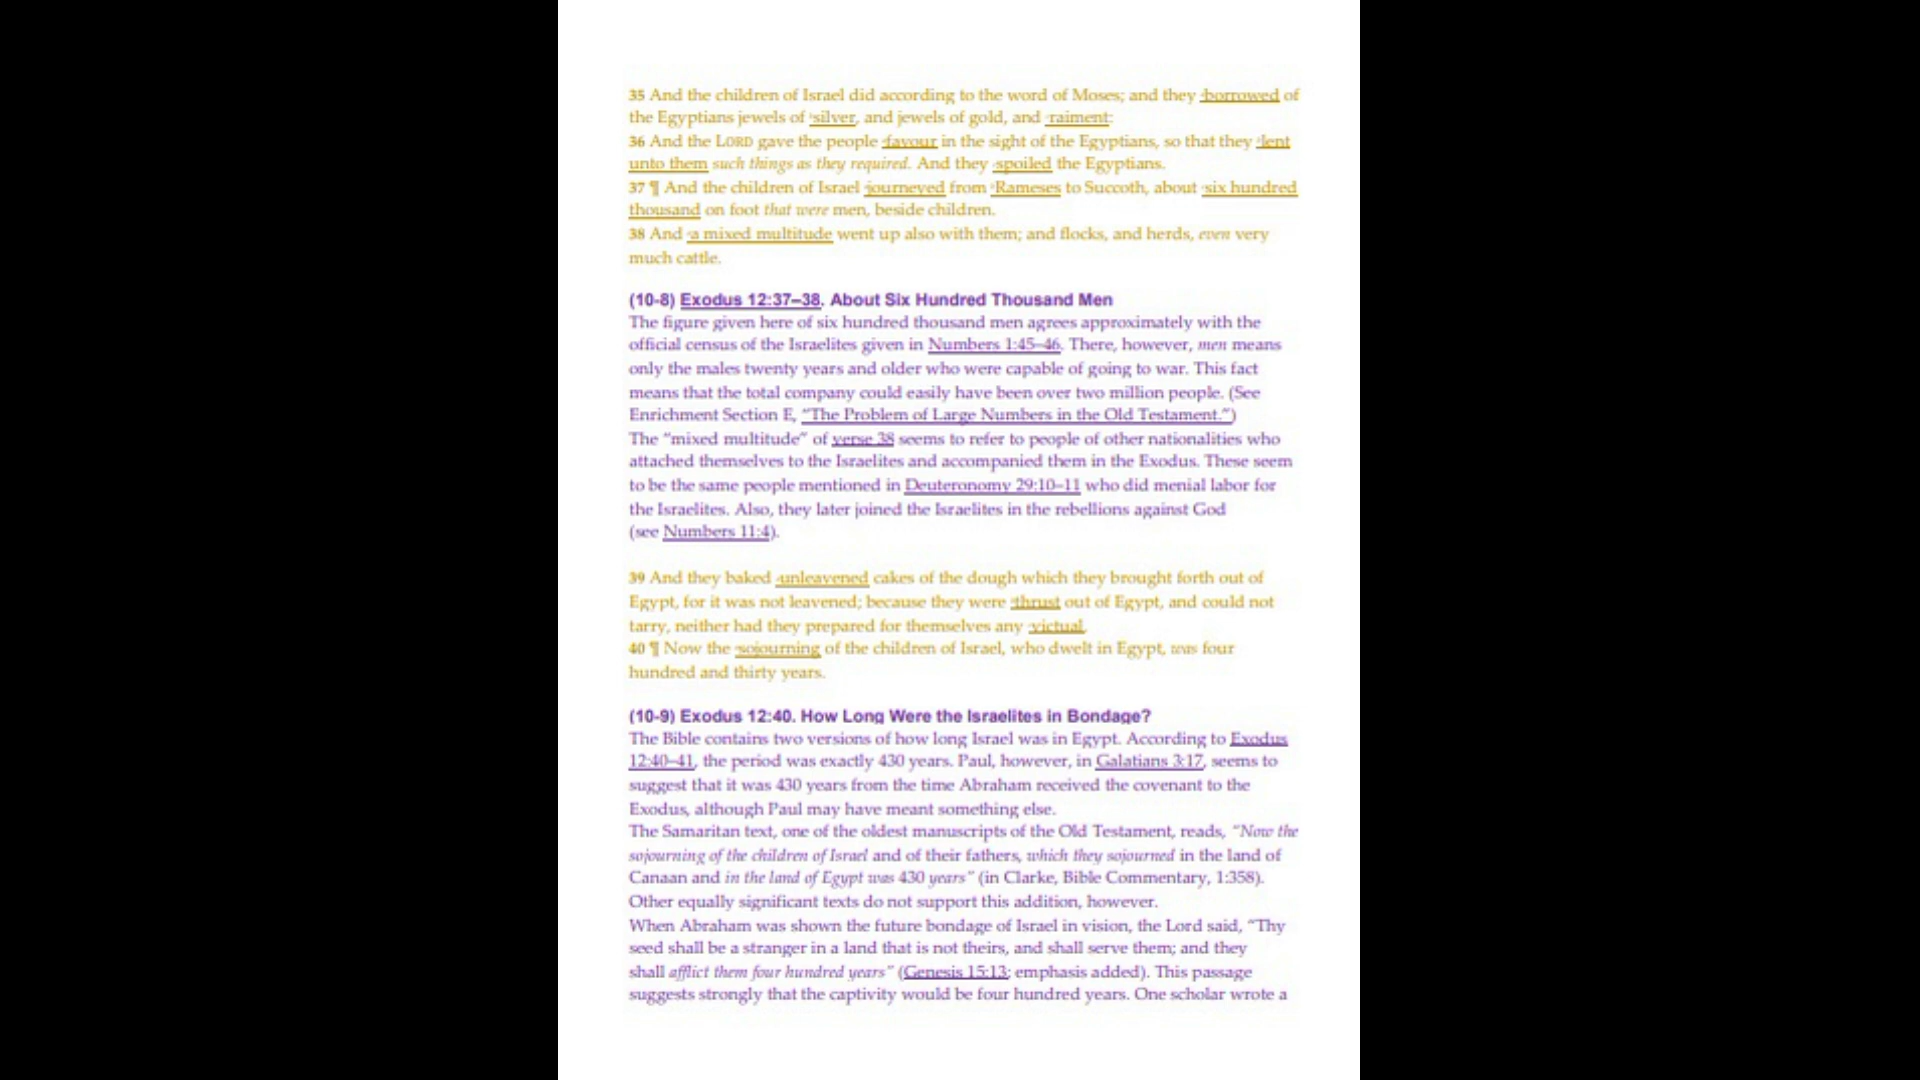 35 And the children of Israel did according to the word of Moses; and they ·borrowed of
the Egyptians jewels of ·silver, and jewels of gold, and ·raiment:
36 And the LORD gave the people ·favour in the sight of the Egyptians, so that they ·lent
unto them such things as they required. And they ·spoiled the Egyptians.
37 ¶ And the children of Israel ·journeyed from ·Rameses to Succoth, about ·six hundred
thousand on foot that were men, beside children.
38 And ·a mixed multitude went up also with them; and flocks, and herds, even very
much cattle.
(10-8) Exodus 12:37–38. About Six Hundred Thousand Men
The figure given here of six hundred thousand men agrees approximately with the
official census of the Israelites given in Numbers 1:45–46. There, however, men means
only the males twenty years and older who were capable of going to war. This fact
means that the total company could easily have been over two million people. (See
Enrichment Section E, “The Problem of Large Numbers in the Old Testament.”)
The “mixed multitude” of verse 38 seems to refer to people of other nationalities who
attached themselves to the Israelites and accompanied them in the Exodus. These seem
to be the same people mentioned in Deuteronomy 29:10–11 who did menial labor for
the Israelites. Also, they later joined the Israelites in the rebellions against God
(see Numbers 11:4).
39 And they baked ·unleavened cakes of the dough which they brought forth out of
Egypt, for it was not leavened; because they were ·thrust out of Egypt, and could not
tarry, neither had they prepared for themselves any ·victual.
40 ¶ Now the ·sojourning of the children of Israel, who dwelt in Egypt, was four
hundred and thirty years.
(10-9) Exodus 12:40. How Long Were the Israelites in Bondage?
The Bible contains two versions of how long Israel was in Egypt. According to Exodus
12:40–41, the period was exactly 430 years. Paul, however, in Galatians 3:17, seems to
suggest that it was 430 years from the time Abraham received the covenant to the
Exodus, although Paul may have meant something else.
The Samaritan text, one of the oldest manuscripts of the Old Testament, reads, “Now the
sojourning of the children of Israel and of their fathers, which they sojourned in the land of
Canaan and in the land of Egypt was 430 years” (in Clarke, Bible Commentary, 1:358).
Other equally significant texts do not support this addition, however.
When Abraham was shown the future bondage of Israel in vision, the Lord said, “Thy
seed shall be a stranger in a land that is not theirs, and shall serve them; and they
shall afflict them four hundred years” (Genesis 15:13; emphasis added). This passage
suggests strongly that the captivity would be four hundred years. One scholar wrote a